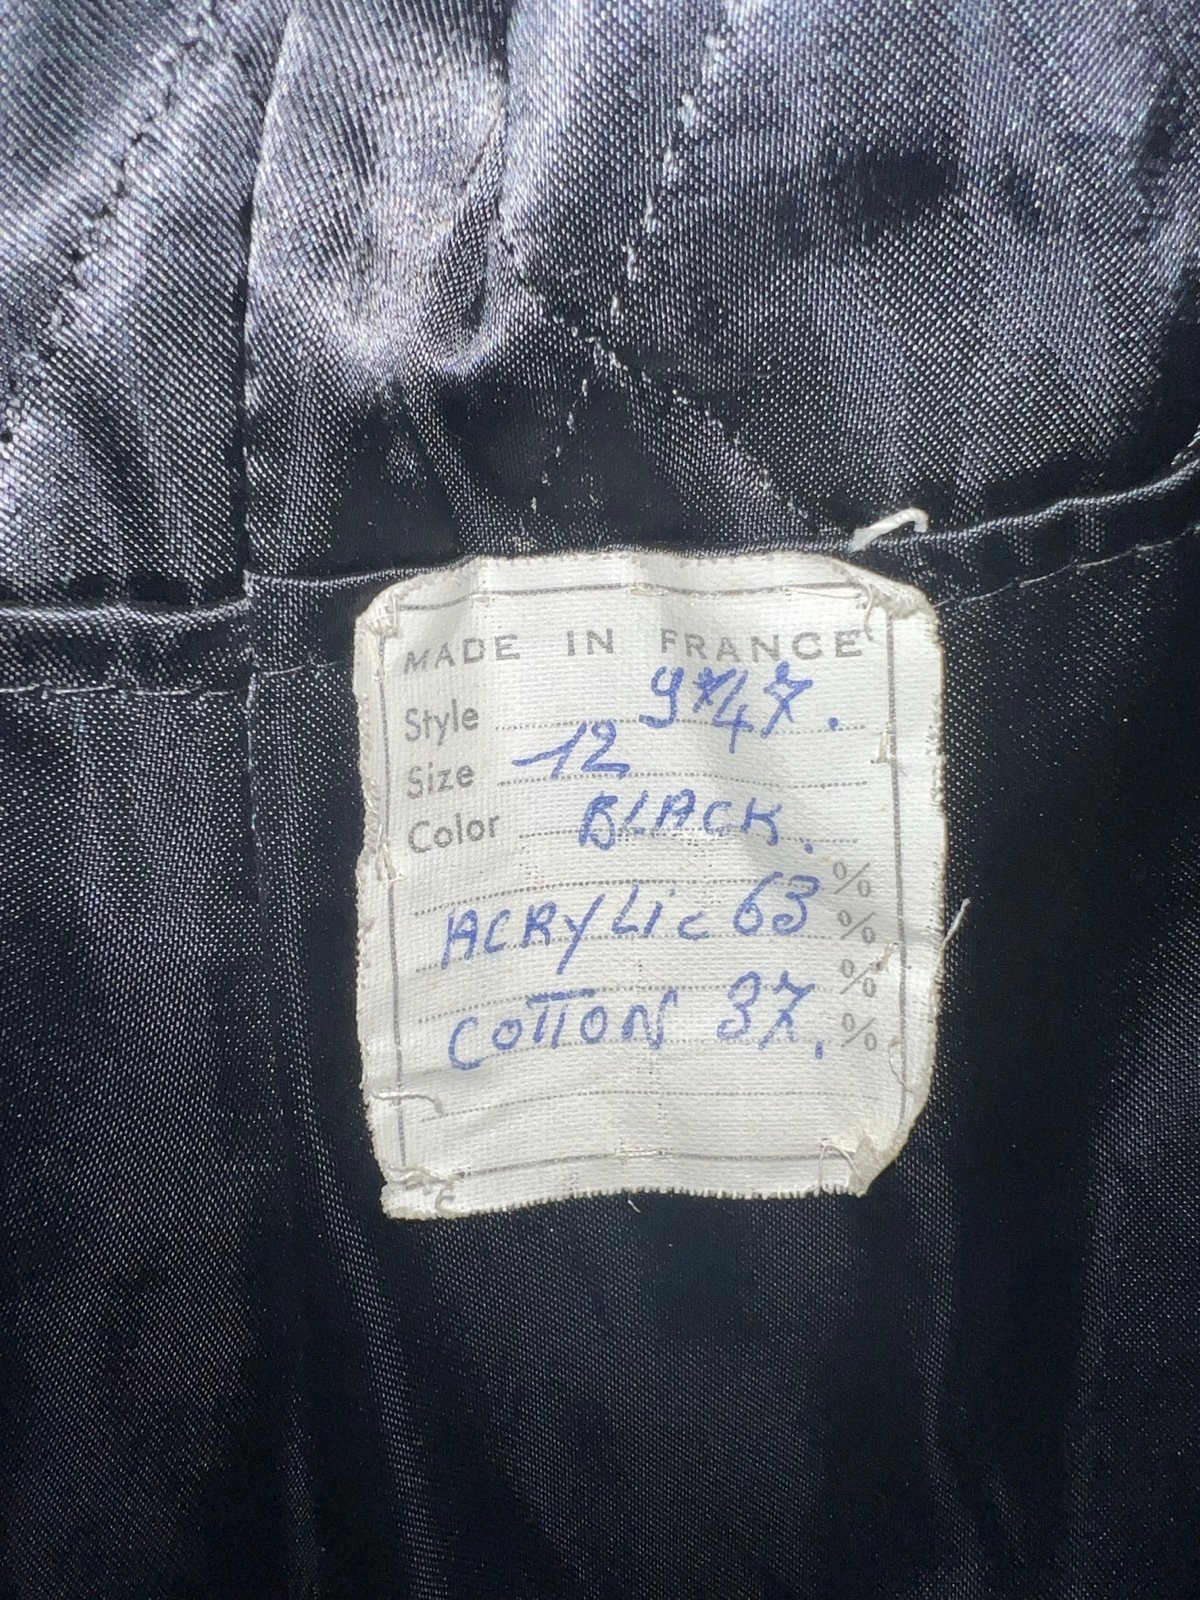 MADE IN FRANCE
Style 9747.
Size 12
Color BLACK.
%
ACRYLIC 63 %
%
COTTON 37. %